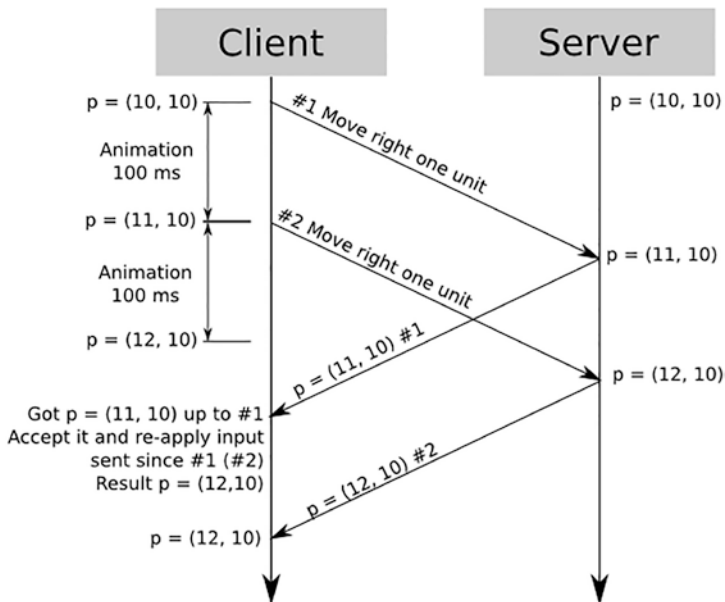 Client
Server
p = (10, 10)
#1 Move right one unit
p = (10, 10)
Animation
100 ms
p = (11, 10)
#2 Move right one unit
p = (11, 10)
Animation
100 ms
p = (12, 10)
p = (11, 10) #1
p = (12, 10)
Got p = (11, 10) up to #1
Accept it and re-apply input
sent since #1 (#2)
Result p = (12,10)
p = (12, 10) #2
p = (12, 10)